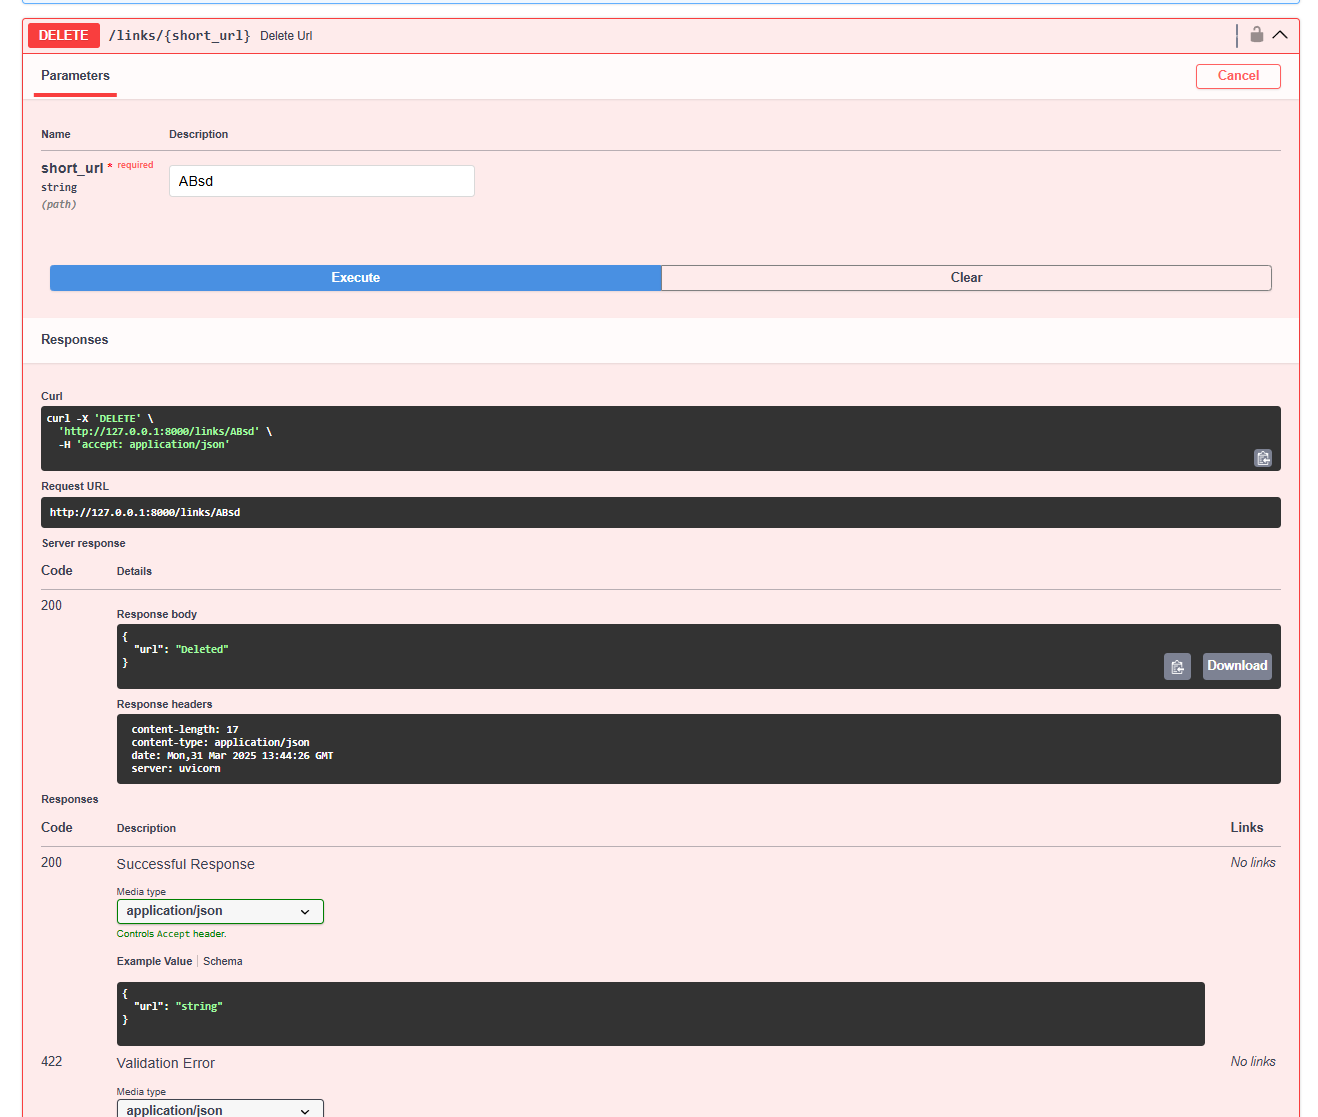 DELETE /links/{short_url} Delete Url
Parameters
Cancel
Name Description
short_url * required
string
(path)
ABsd
Execute Clear
Responses
Curl
curl -X 'DELETE' \
  'http://127.0.0.1:8000/links/ABsd' \
  -H 'accept: application/json'
Request URL
http://127.0.0.1:8000/links/ABsd
Server response
Code Details
200
Response body
{
  "url": "Deleted"
}
Download
Response headers
content-length: 17
content-type: application/json
date: Mon,31 Mar 2025 13:44:26 GMT
server: uvicorn
Responses
Code Description Links
200 Successful Response No links
Media type
application/json
Controls Accept header.
Example Value Schema
{
  "url": "string"
}
422 Validation Error No links
Media type
application/json